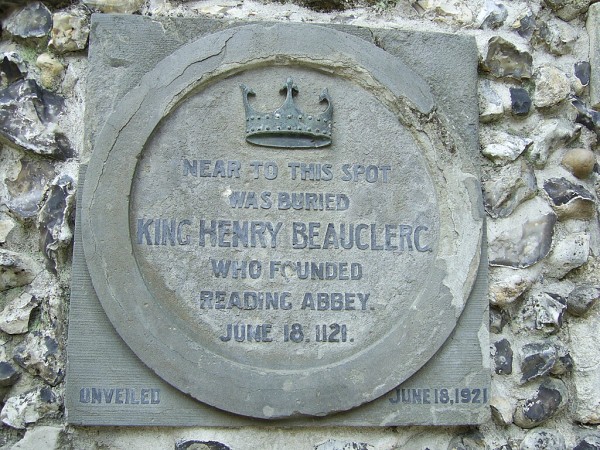 NEAR TO THIS SPOT
WAS BURIED
KING HENRY BEAUCLERC.
WHO FOUNDED
READING ABBEY.
JUNE 18. 1121.
UNVEILED JUNE 18, 1921